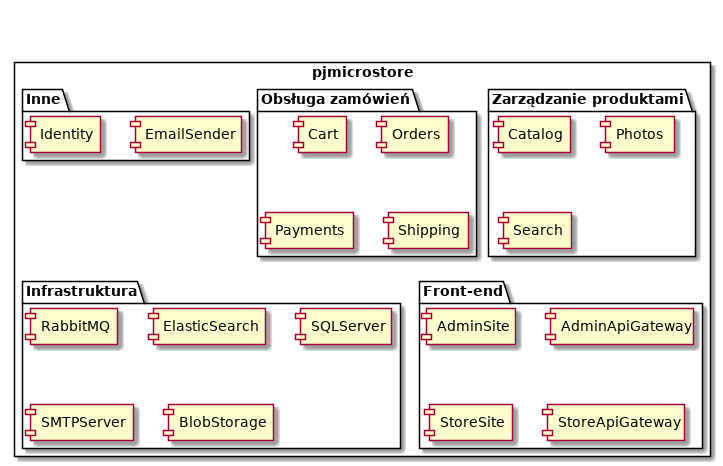 pjmicrostore
Inne
Identity
EmailSender
Obsługa zamówień
Cart
Orders
Payments
Shipping
Zarządzanie produktami
Catalog
Photos
Search
Infrastruktura
RabbitMQ
ElasticSearch
SQLServer
SMTPServer
BlobStorage
Front-end
AdminSite
AdminApiGateway
StoreSite
StoreApiGateway